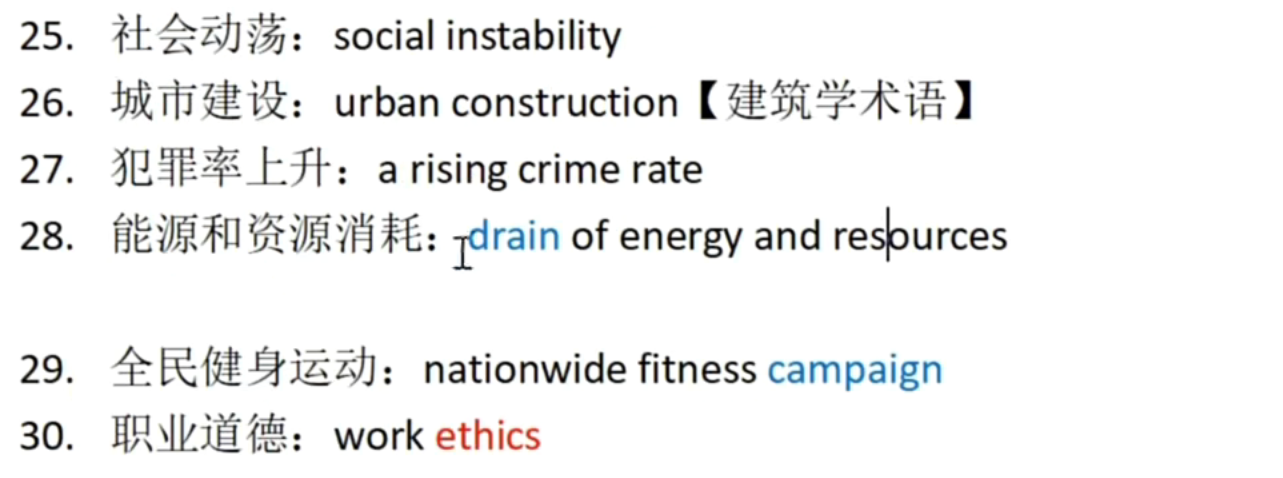 25. 社会动荡：social instability
26. 城市建设：urban construction【建筑学术语】
27. 犯罪率上升：a rising crime rate
28. 能源和资源消耗：drain of energy and resources
29. 全民健身运动：nationwide fitness campaign
30. 职业道德：work ethics